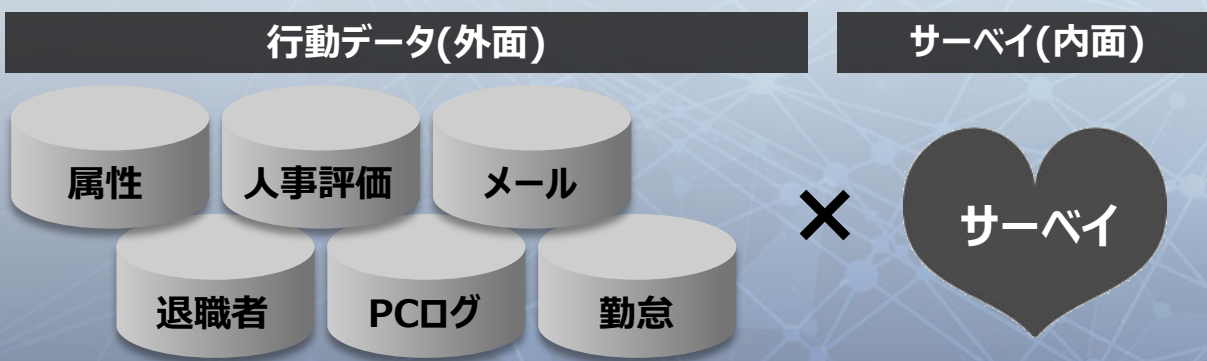 行動データ(外面)
サーベイ(内面)
属性
人事評価
メール
退職者
PCログ
勤怠
×
サーベイ